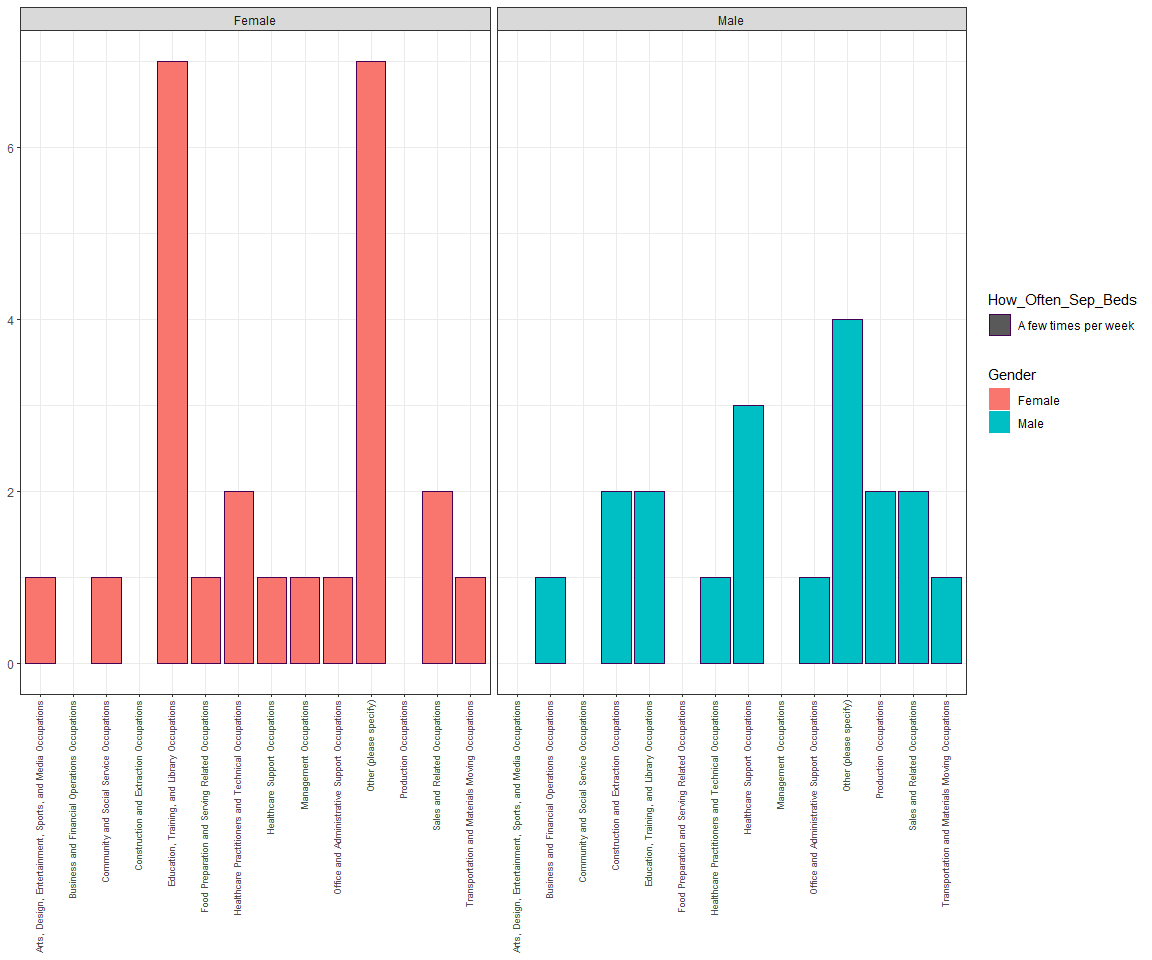 Female
Male
6
4
2
0
How_Often_Sep_Beds
A few times per week
Gender
Female
Male
Arts, Design, Entertainment, Sports, and Media Occupations
Business and Financial Operations Occupations
Community and Social Service Occupations
Construction and Extraction Occupations
Education, Training, and Library Occupations
Food Preparation and Serving Related Occupations
Healthcare Practitioners and Technical Occupations
Healthcare Support Occupations
Management Occupations
Office and Administrative Support Occupations
Other (please specify)
Production Occupations
Sales and Related Occupations
Transportation and Materials Moving Occupations
Arts, Design, Entertainment, Sports, and Media Occupations
Business and Financial Operations Occupations
Community and Social Service Occupations
Construction and Extraction Occupations
Education, Training, and Library Occupations
Food Preparation and Serving Related Occupations
Healthcare Practitioners and Technical Occupations
Healthcare Support Occupations
Management Occupations
Office and Administrative Support Occupations
Other (please specify)
Production Occupations
Sales and Related Occupations
Transportation and Materials Moving Occupations